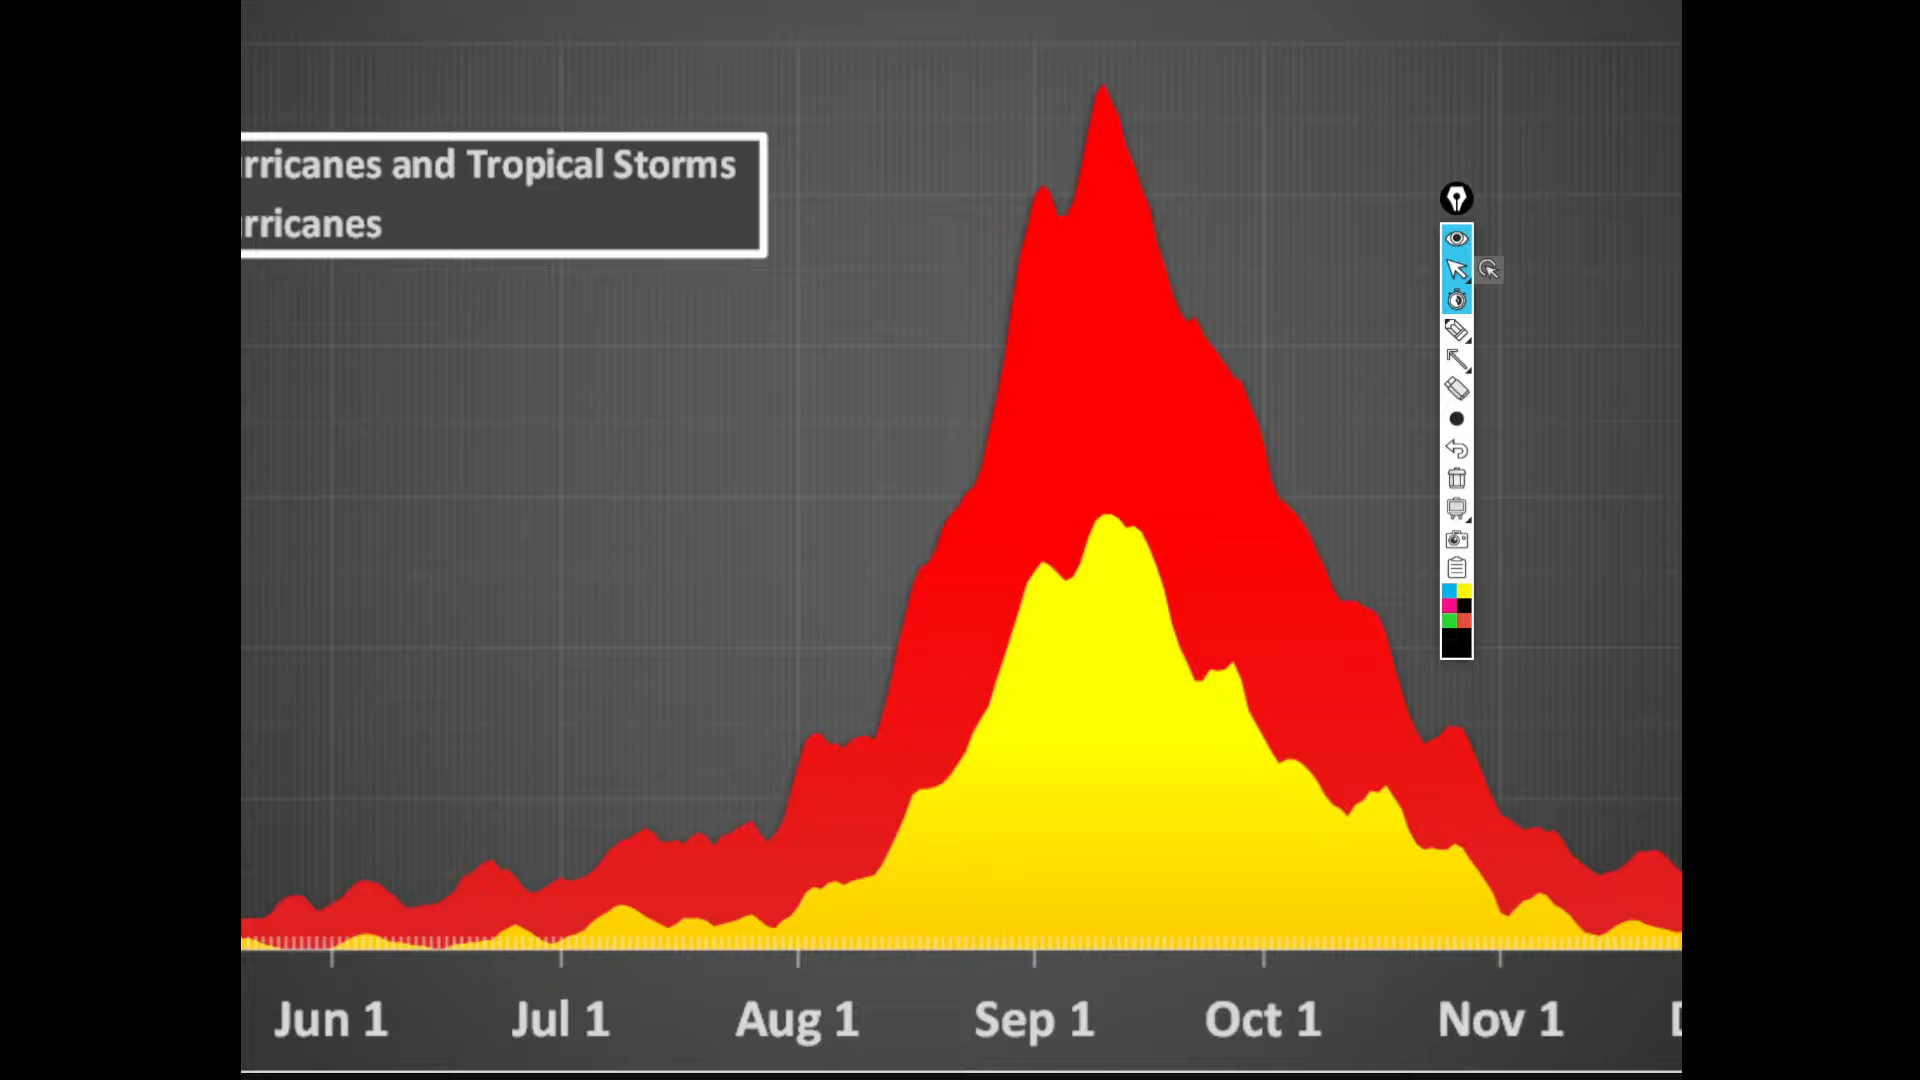 rricanes and Tropical Storms
rricanes
Jun 1 Jul 1 Aug 1 Sep 1 Oct 1 Nov 1